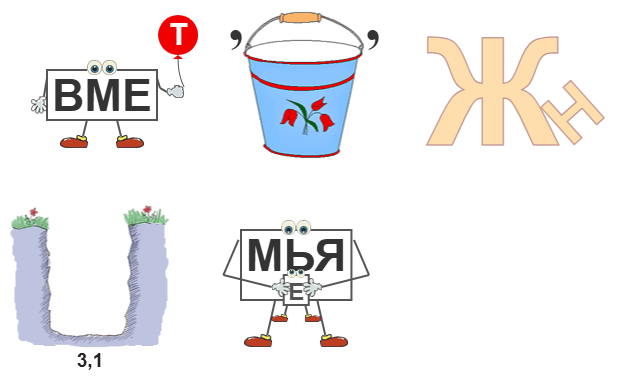 ВМЕ Т
, ,
Ж Н
3,1
МЬЯ
Е